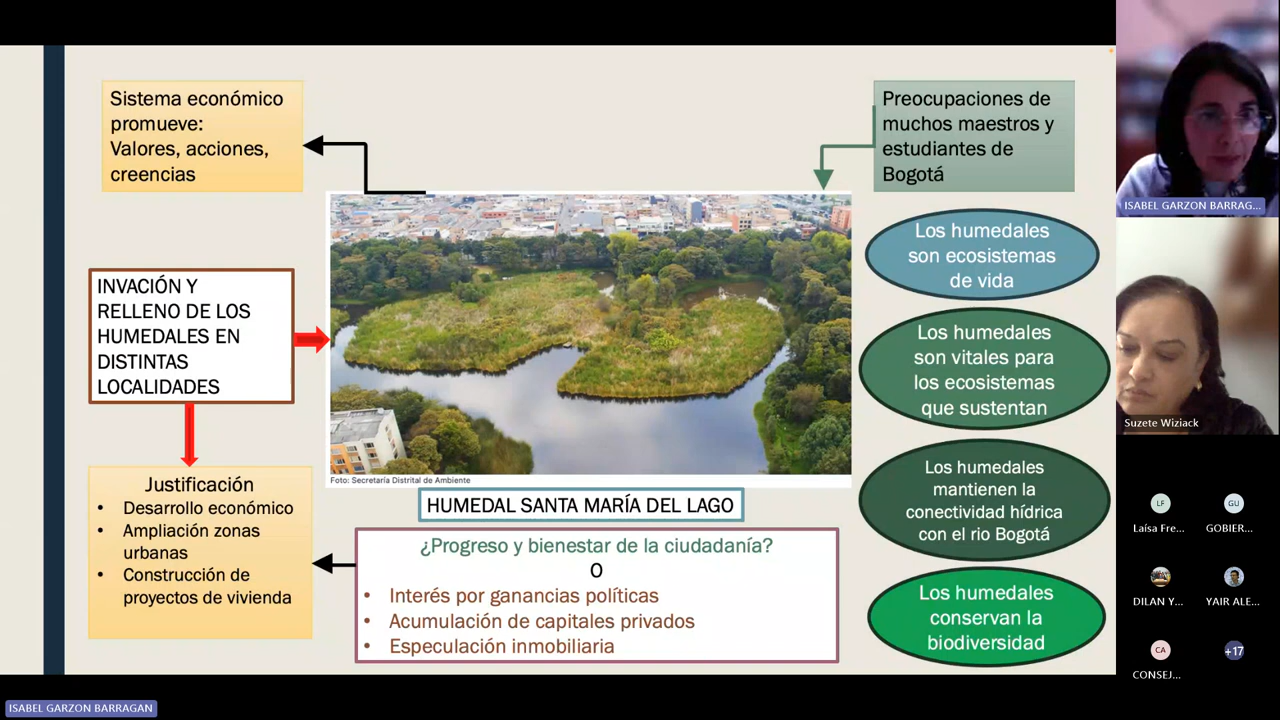 Sistema económico
promueve:
Valores, acciones,
creencias
Preocupaciones de
muchos maestros y
estudiantes de
Bogotá
INVACIÓN Y
RELLENO DE LOS
HUMEDALES EN
DISTINTAS
LOCALIDADES
Justificación
• Desarrollo económico
• Ampliación zonas
urbanas
• Construcción de
proyectos de vivienda
Foto: Secretaría Distrital de Ambiente
HUMEDAL SANTA MARÍA DEL LAGO
¿Progreso y bienestar de la ciudadanía?
O
• Interés por ganancias políticas
• Acumulación de capitales privados
• Especulación inmobiliaria
Los humedales
son ecosistemas
de vida
Los humedales
son vitales para
los ecosistemas
que sustentan
Los humedales
mantienen la
conectividad hídrica
con el rio Bogotá
Los humedales
conservan la
biodiversidad
ISABEL GARZON BARRAG...
Suzete Wiziack
LF
GU
Laísa Fre...
GOBIER...
DILAN Y...
YAIR ALE...
CA
+17
CONSEJ...
ISABEL GARZON BARRAGAN